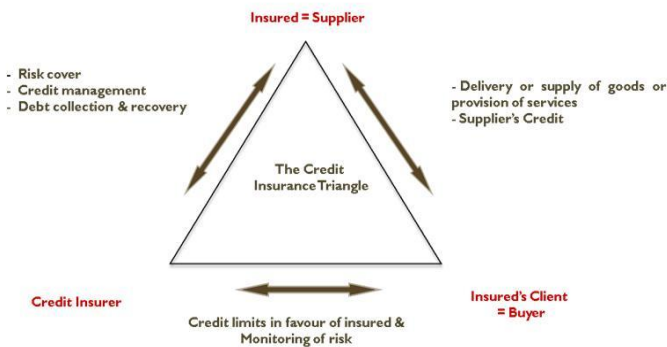 Insured = Supplier
- Risk cover
- Credit management
- Debt collection & recovery
- Delivery or supply of goods or
provision of services
- Supplier's Credit
The Credit
Insurance Triangle
Credit Insurer
Insured's Client
= Buyer
Credit limits in favour of insured &
Monitoring of risk